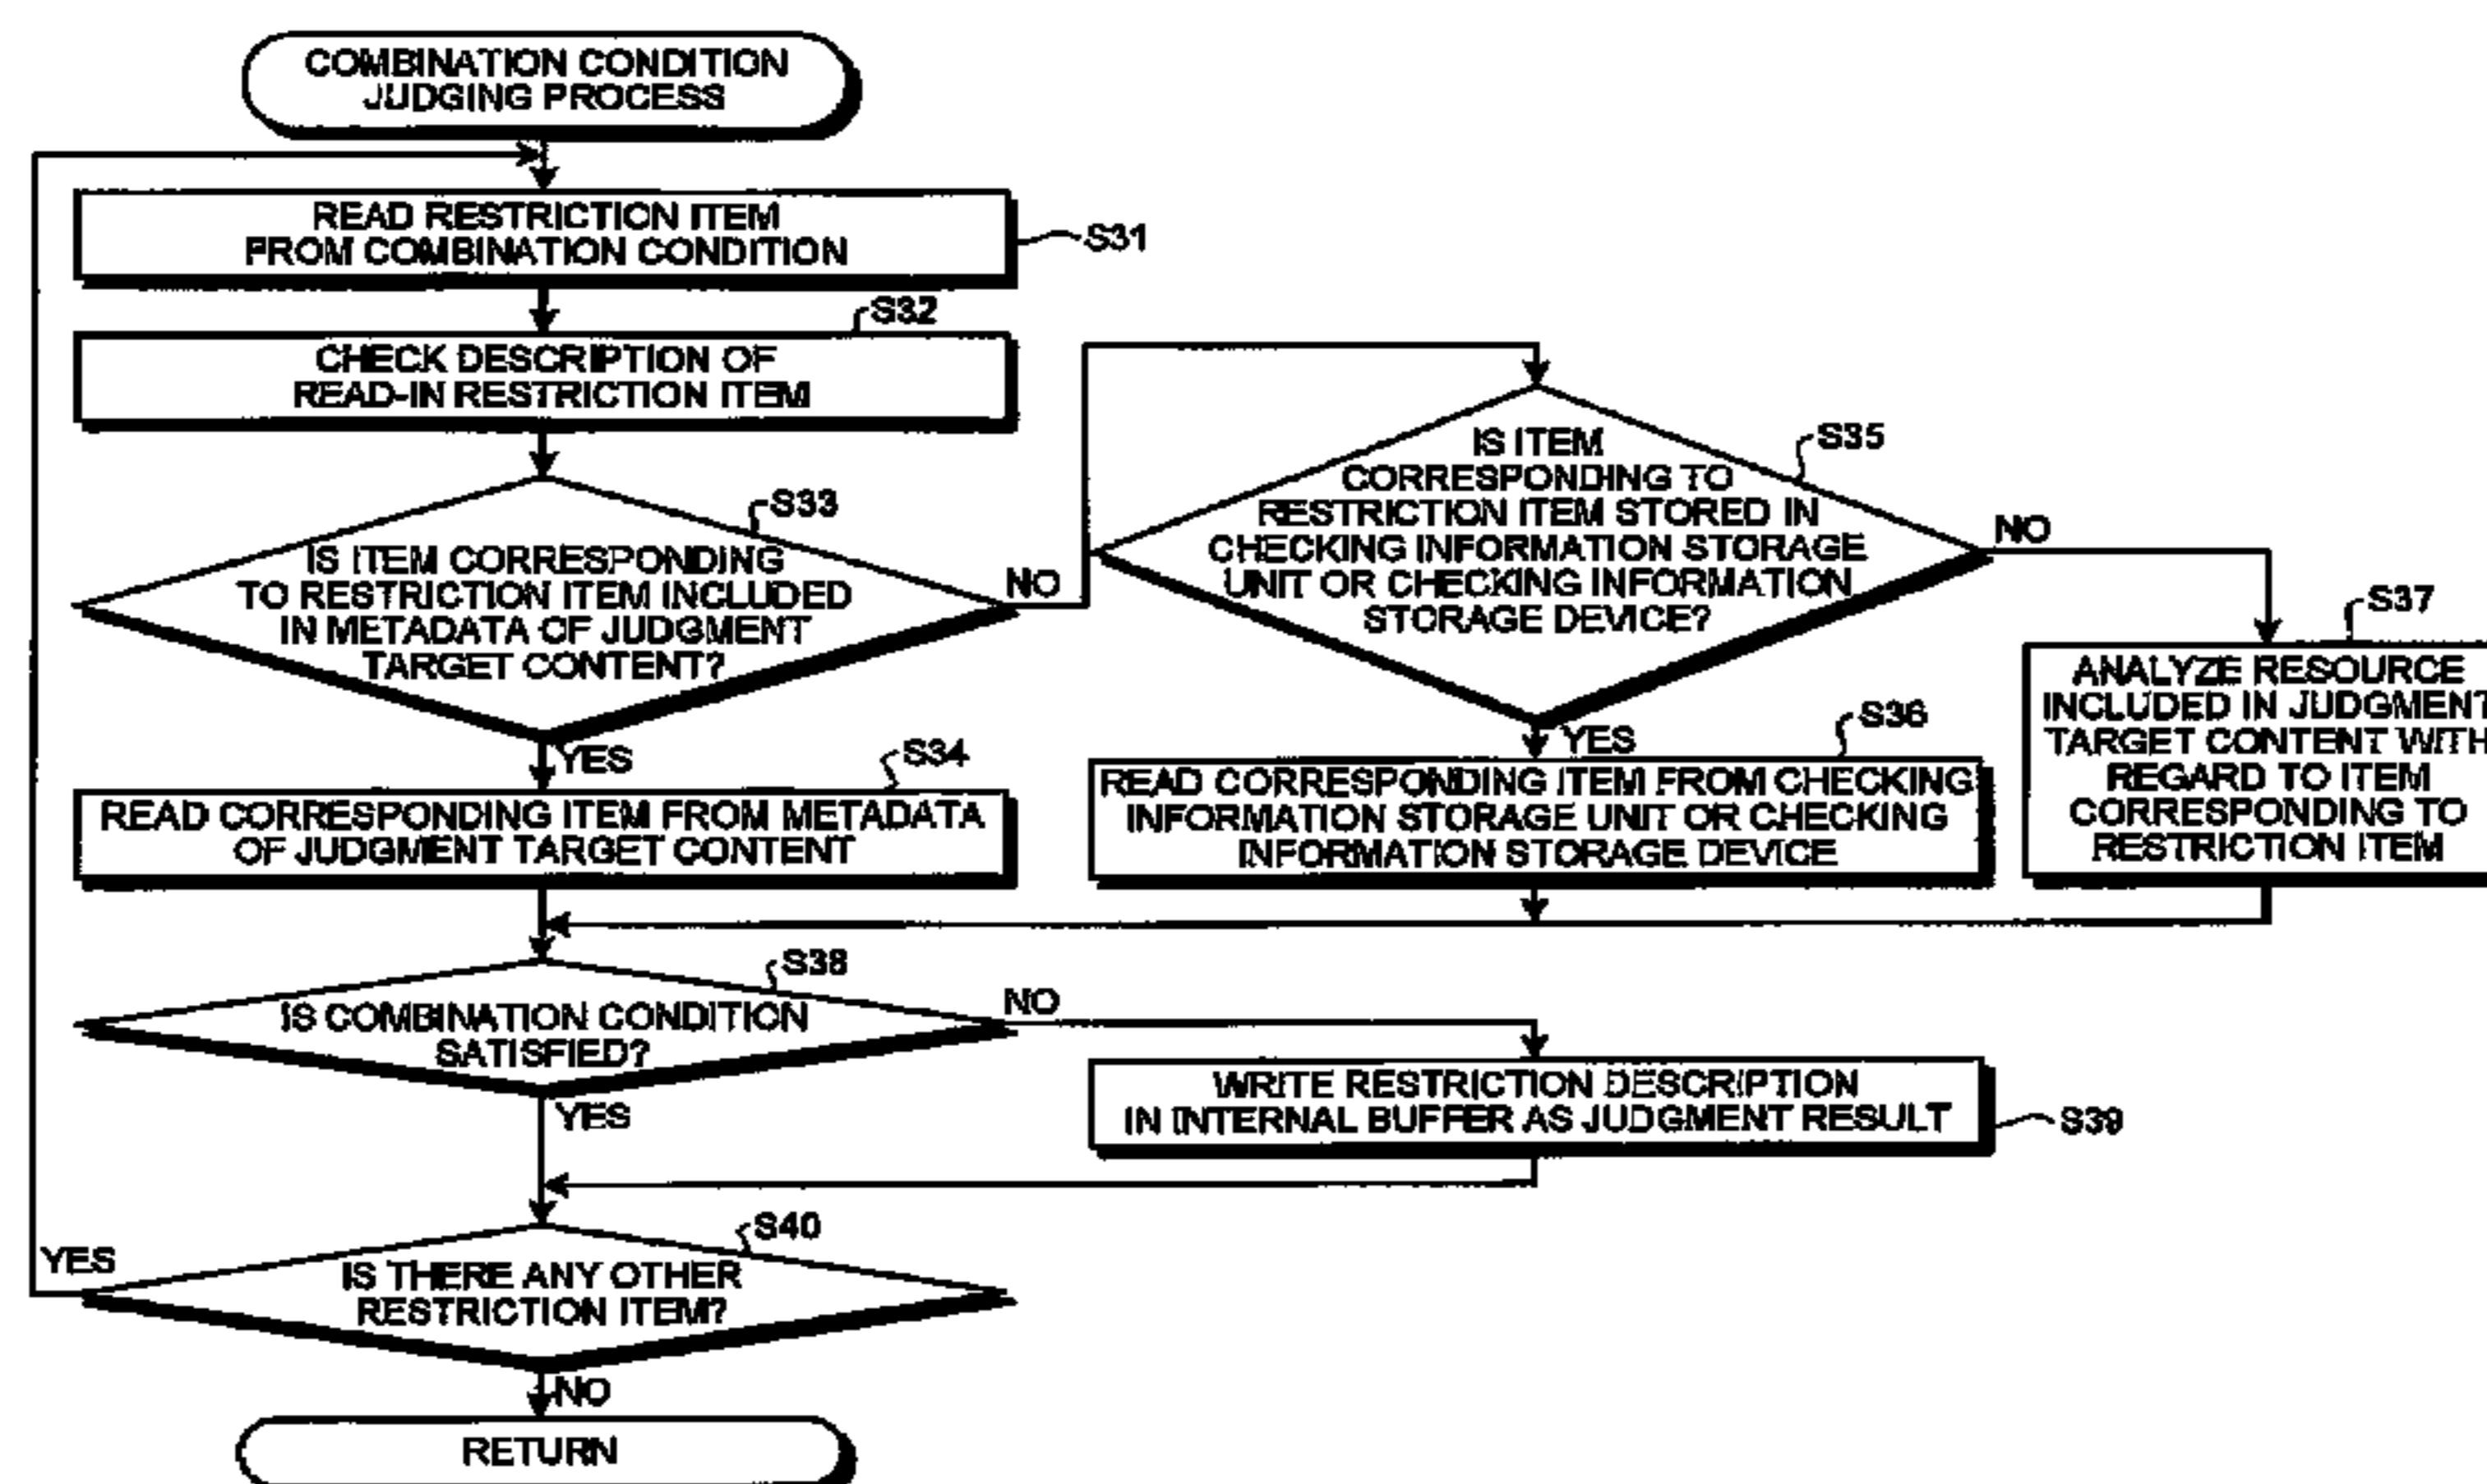 COMBINATION CONDITION
JUDGING PROCESS
READ RESTRICTION ITEM
FROM COMBINATION CONDITION
S31
S32
CHECK DESCRIPTION OF
READ-IN RESTRICTION ITEM
S33
IS ITEM CORRESPONDING
TO RESTRICTION ITEM INCLUDED
IN METADATA OF JUDGMENT
TARGET CONTENT?
NO
YES
S34
READ CORRESPONDING ITEM FROM METADATA
OF JUDGMENT TARGET CONTENT
S35
IS ITEM
CORRESPONDING TO
RESTRICTION ITEM STORED IN
CHECKING INFORMATION STORAGE
UNIT OR CHECKING INFORMATION
STORAGE DEVICE?
NO
YES
S36
READ CORRESPONDING ITEM FROM CHECKING
INFORMATION STORAGE UNIT OR CHECKING
INFORMATION STORAGE DEVICE
S37
ANALYZE RESOURCE
INCLUDED IN JUDGMENT
TARGET CONTENT WITH
REGARD TO ITEM
CORRESPONDING TO
RESTRICTION ITEM
S38
IS COMBINATION CONDITION
SATISFIED?
NO
YES
WRITE RESTRICTION DESCRIPTION
IN INTERNAL BUFFER AS JUDGMENT RESULT
S39
S40
YES
IS THERE ANY OTHER
RESTRICTION ITEM?
NO
RETURN